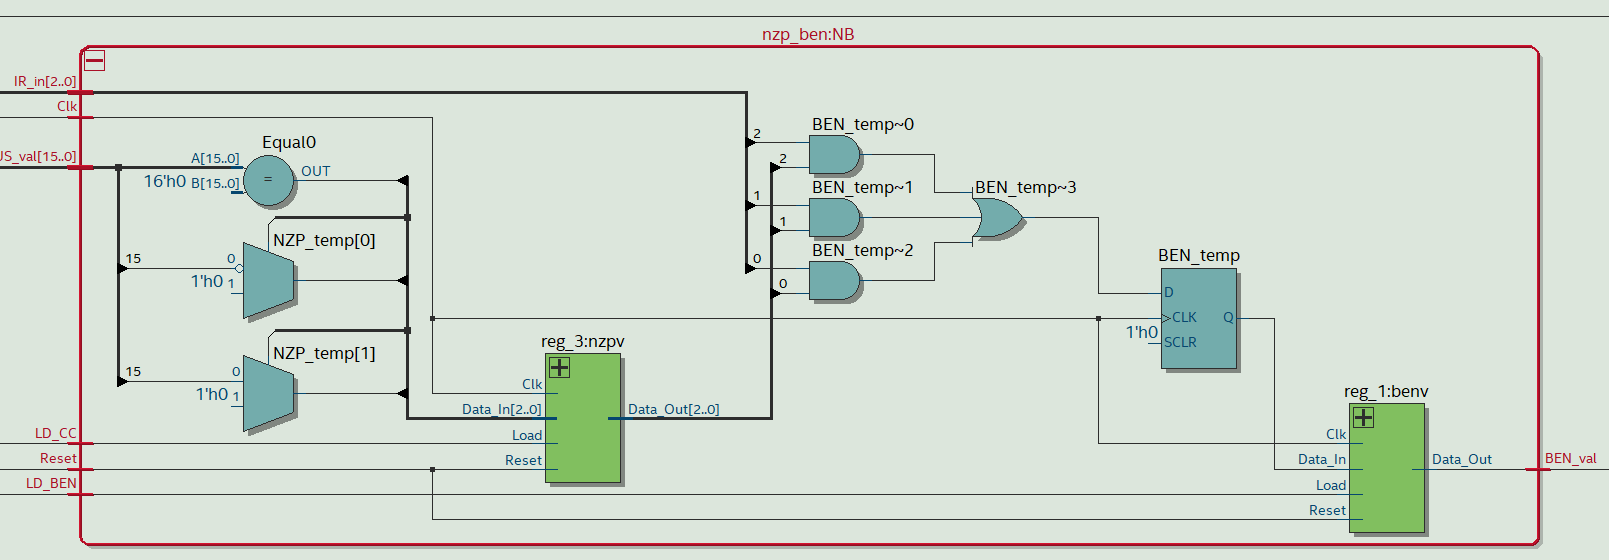 nzp_ben:NB
IR_in[2..0]
Clk
US_val[15..0]
Equal0
A[15..0]
16'h0 B[15..0]
=
OUT
NZP_temp[0]
15
0
1'h0 1
NZP_temp[1]
15
0
1'h0 1
LD_CC
Reset
LD_BEN
reg_3:nzpv
Clk
Data_In[2..0]
Data_Out[2..0]
Load
Reset
BEN_temp~0
2
2
BEN_temp~1
1
1
BEN_temp~2
0
0
BEN_temp~3
BEN_temp
D
CLK
Q
1'h0
SCLR
reg_1:benv
Clk
Data_In
Data_Out
Load
Reset
BEN_val